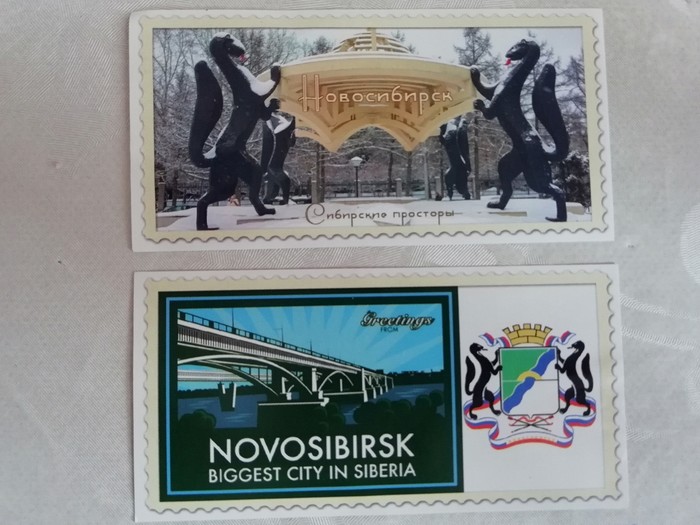 Новосибирск
Сибирские просторы
Greetings
FROM
NOVOSIBIRSK
BIGGEST CITY IN SIBERIA